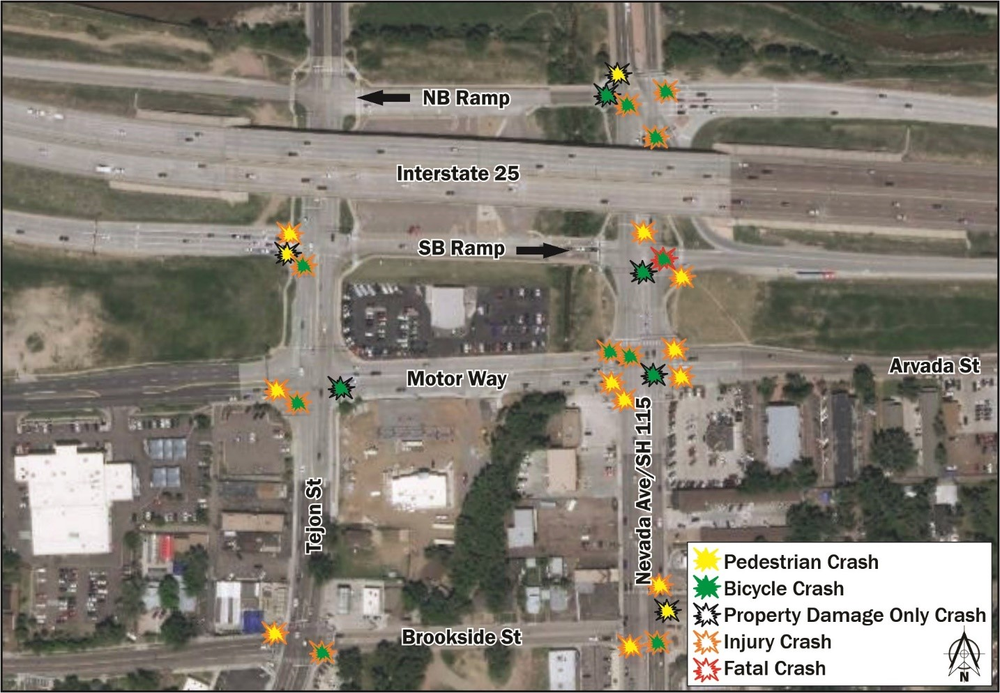 NB Ramp
Interstate 25
SB Ramp
Arvada St
Motor Way
Nevada Ave/SH 115
Tejon St
Brookside St
Pedestrian Crash
Bicycle Crash
Property Damage Only Crash
Injury Crash
Fatal Crash
N